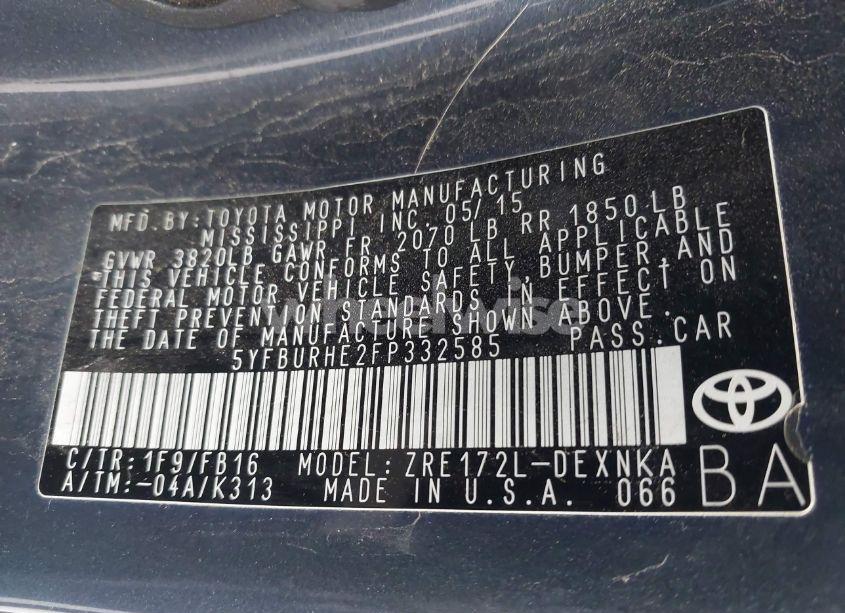 MFD. BY: TOYOTA MOTOR MANUFACTURING
MISSISSIPPI INC. 05/15
GVWR 3820LB GAWR FR 2070 LB RR 1850 LB
THIS VEHICLE CONFORMS TO ALL APPLICABLE
FEDERAL MOTOR VEHICLE SAFETY, BUMPER, AND
THEFT PREVENTION STANDARDS IN EFFECT ON
THE DATE OF MANUFACTURE SHOWN ABOVE.
5YFBURHE2FP332585 PASS. CAR
C/TR: 1F9/FB16 MODEL: ZRE172L-DEXNKA
A/TM: -04A/K313 MADE IN U.S.A. 066
BA